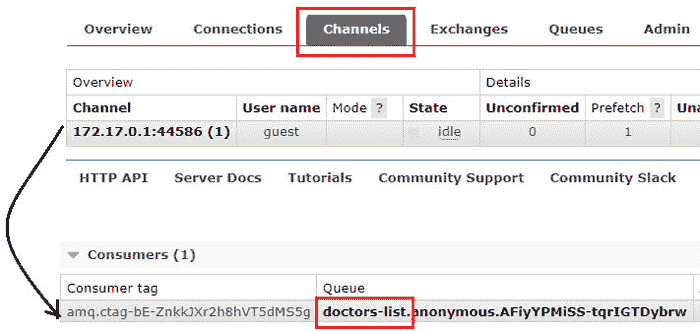 Overview Connections Channels Exchanges Queues Admin
Overview Details
Channel User name Mode ? State Unconfirmed Prefetch ? Una
172.17.0.1:44586 (1) guest idle 0 1
HTTP API Server Docs Tutorials Community Support Community Slack
Consumers (1)
Consumer tag Queue
amq.ctag-bE-ZnkkJXr2h8hVT5dMS5g doctors-list.anonymous.AFiyYPMiSS-tqrIGTDybrw